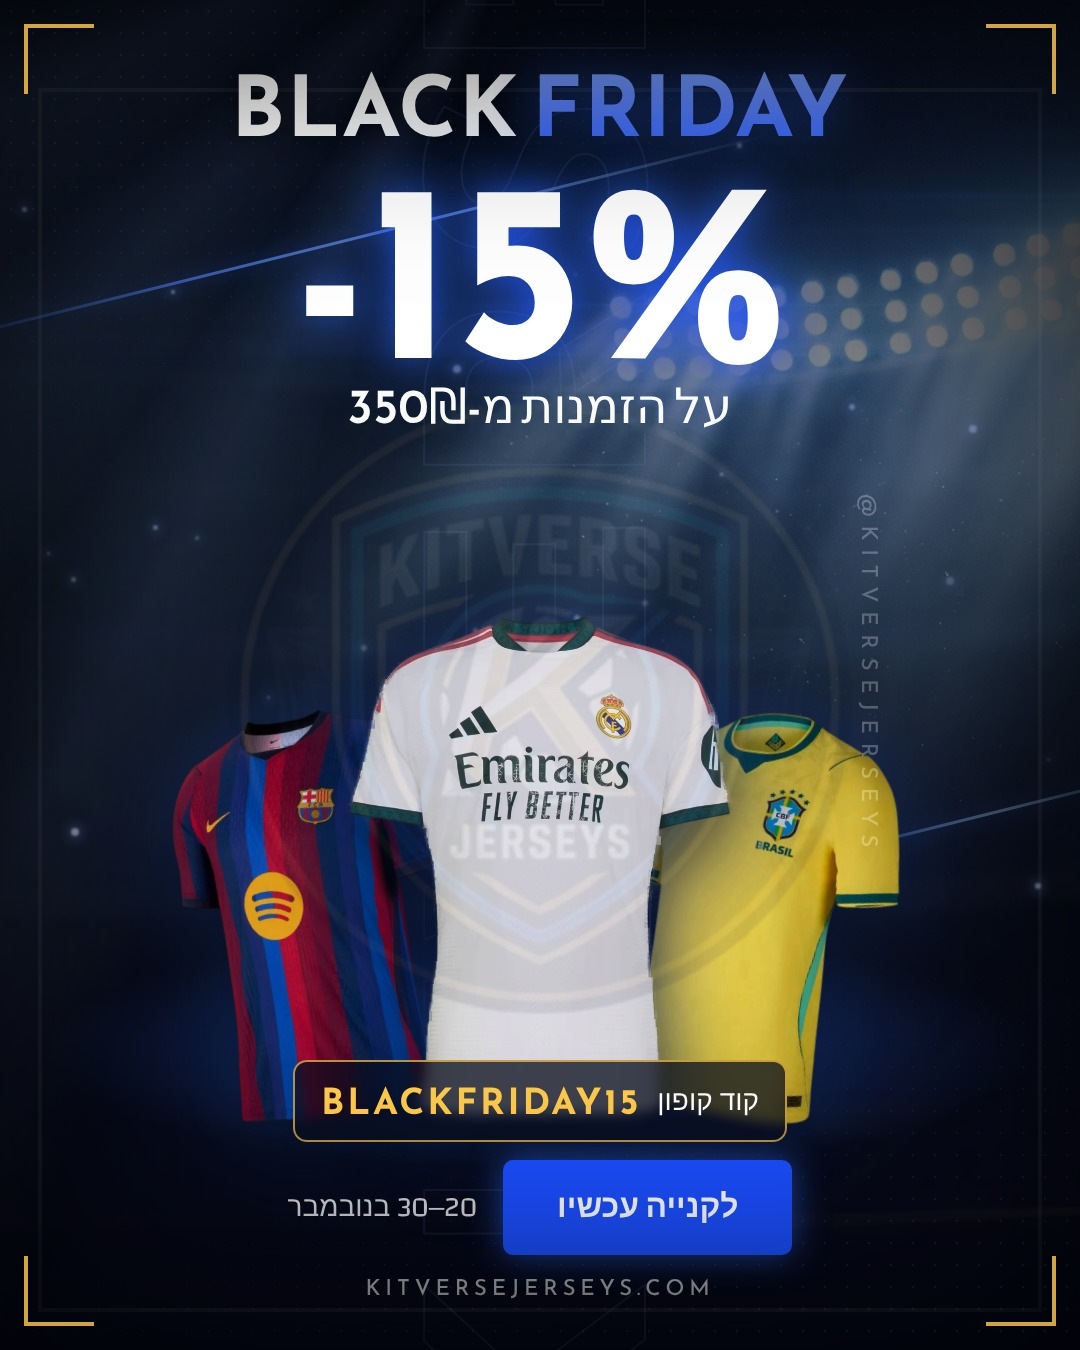 BLACK FRIDAY
-15%
על הזמנות מ-₪350
@KITVERSEJERSEYS
KITVERSE
JERSEYS
Emirates
FLY BETTER
CBF
BRASIL
קוד קופון BLACKFRIDAY15
לקנייה עכשיו
20–30 בנובמבר
KITVERSEJERSEYS.COM